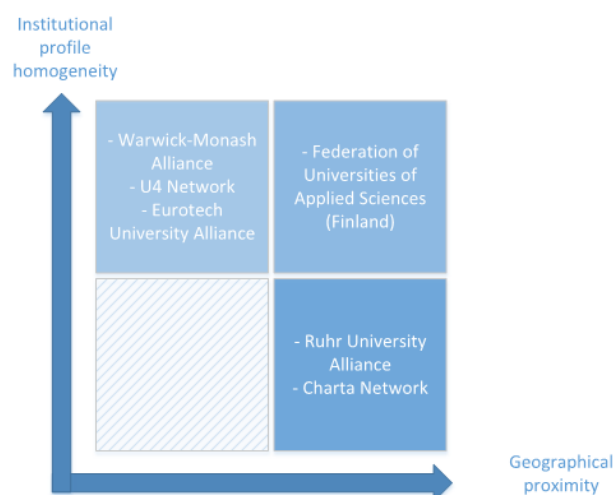 Institutional
profile
homogeneity
- Warwick-Monash
Alliance
- U4 Network
- Eurotech
University Alliance
- Federation of
Universities of
Applied Sciences
(Finland)
- Ruhr University
Alliance
- Charta Network
Geographical
proximity